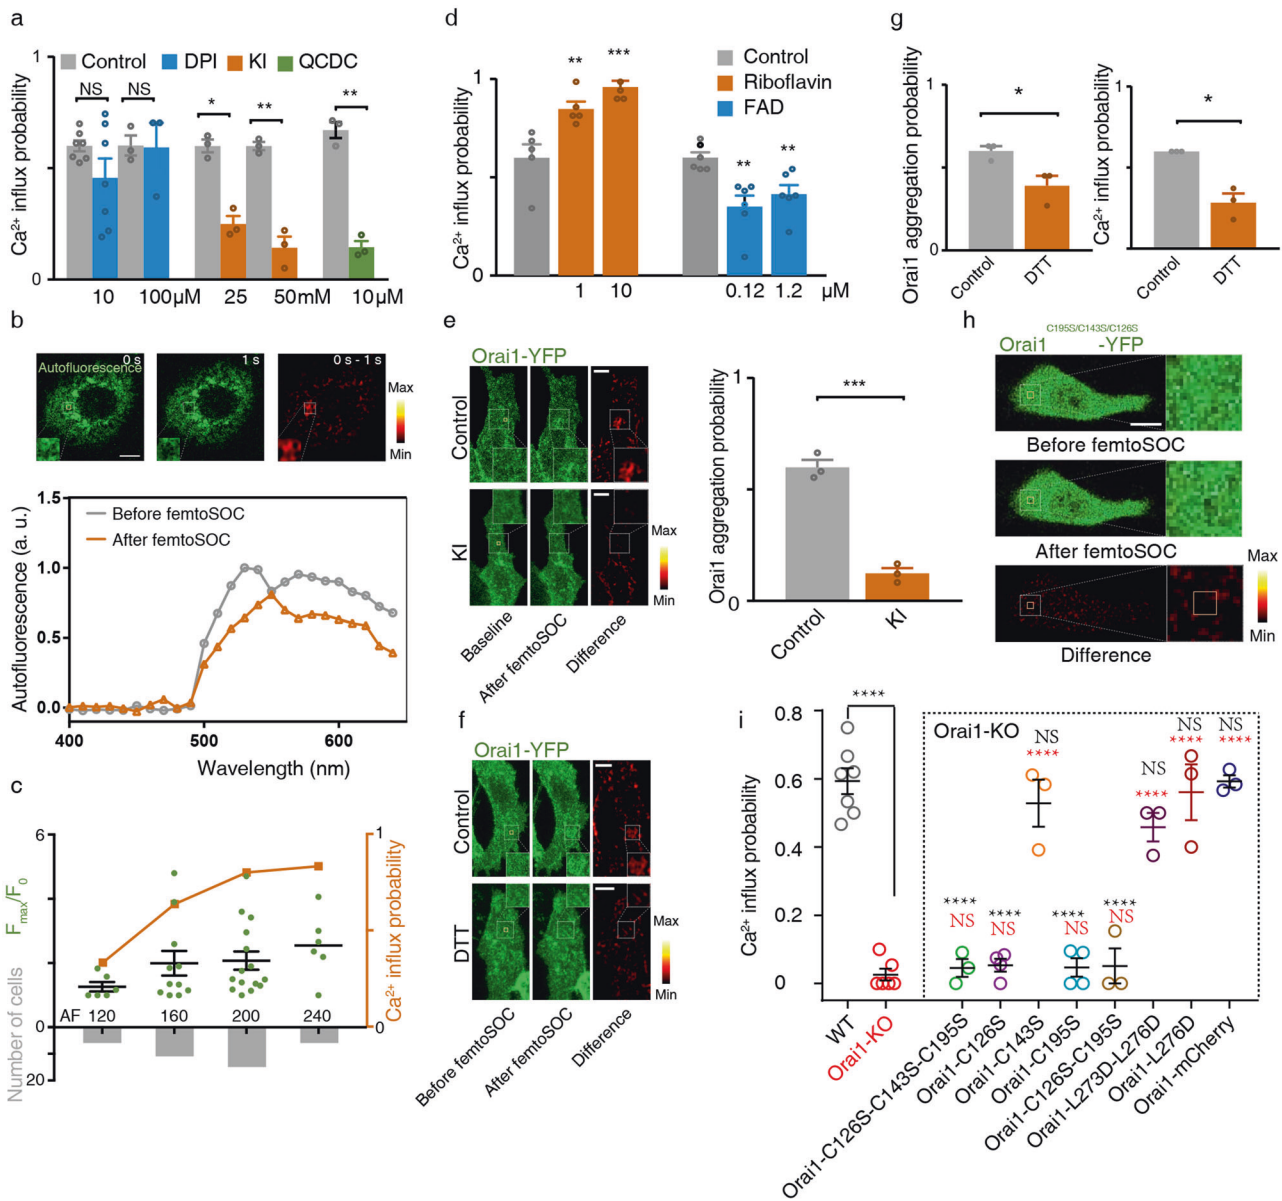 a
1
Control
DPI
KI
QCDC
NS
NS
*
**
**
Ca²⁺ influx probability
0
10
100µM
25
50mM
10µM
b
Autofluorescence
0 s
1 s
0 s - 1 s
Max
Min
Autofluorescence (a. u.)
1.5
1.0
0.5
0.0
Before femtoSOC
After femtoSOC
400
500
600
Wavelength (nm)
c
6
0
20
Fmax/F0
Number of cells
AF
120
160
200
240
1
0
Ca²⁺ influx probability
d
1
0
Ca²⁺ influx probability
**
***
**
**
Control
Riboflavin
FAD
1
10
0.12
1.2
µM
e
Orai1-YFP
Control
KI
Baseline
After femtoSOC
Difference
Max
Min
1
0
Orai1 aggregation probability
***
Control
KI
f
Orai1-YFP
Control
DTT
Before femtoSOC
After femtoSOC
Difference
Max
Min
g
1
0
Orai1 aggregation probability
*
Control
DTT
1
0
Ca²⁺ influx probability
*
Control
DTT
h
Orai1 C195S/C143S/C126S -YFP
Before femtoSOC
After femtoSOC
Difference
Max
Min
i
0.8
0.6
0.4
0.2
0
Ca²⁺ influx probability
****
Orai1-KO
****
NS
****
NS
NS
****
****
NS
****
NS
NS
****
NS
****
NS
****
WT
Orai1-KO
Orai1-C126S-C143S-C195S
Orai1-C126S
Orai1-C143S
Orai1-C195S
Orai1-C126S-C195S
Orai1-L273D-L276D
Orai1-L276D
Orai1-mCherry